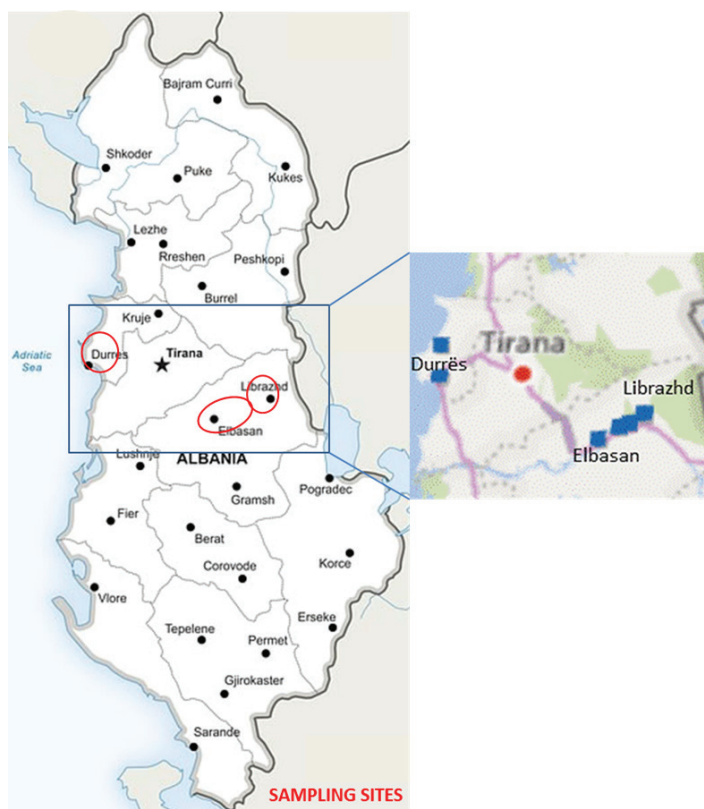 Bajram Curri
Shkoder
Puke
Kukes
Lezhe
Rreshen
Peshkopi
Burrel
Kruje
Adriatic
Sea
Durres
Tirana
Librazhd
Elbasan
Lushnje
ALBANIA
Gramsh
Pogradec
Fier
Berat
Corovode
Korce
Vlore
Erseke
Tepelene
Permet
Gjirokaster
Sarande
SAMPLING SITES
Tirana
Durrës
Librazhd
Elbasan